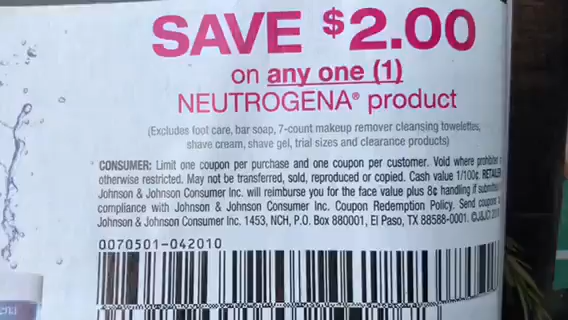 SAVE $2.00
on any one (1)
NEUTROGENA® product
(Excludes foot care, bar soap, 7-count makeup remover cleansing towelettes,
shave cream, shave gel, trial sizes and clearance products)
CONSUMER: Limit one coupon per purchase and one coupon per customer. Void where prohibited
otherwise restricted. May not be transferred, sold, reproduced or copied. Cash value 1/100¢. RETAILER
Johnson & Johnson Consumer Inc. will reimburse you for the face value plus 8¢ handling if submitted
compliance with Johnson & Johnson Consumer Inc. Coupon Redemption Policy. Send coupons
Johnson & Johnson Consumer Inc. 1453, NCH, P.O. Box 880001, El Paso, TX 88588-0001. CJ&JCI
0070501-042010
ena